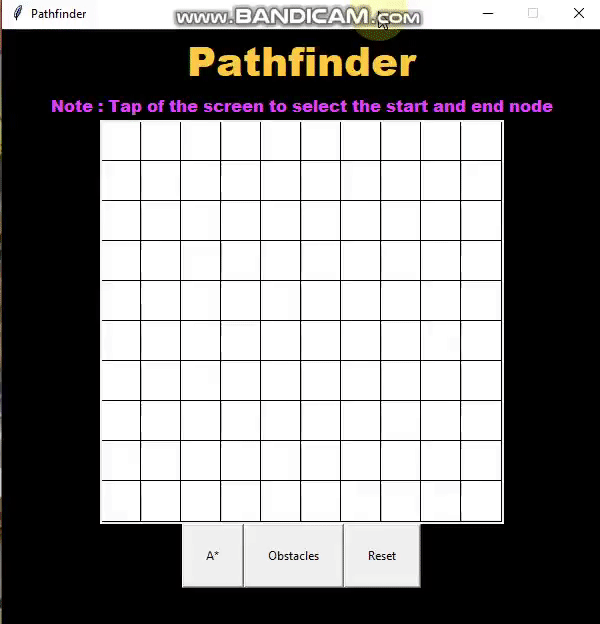 Pathfinder
www.BANDICAM.com
Pathfinder
Note : Tap of the screen to select the start and end node
A*
Obstacles
Reset